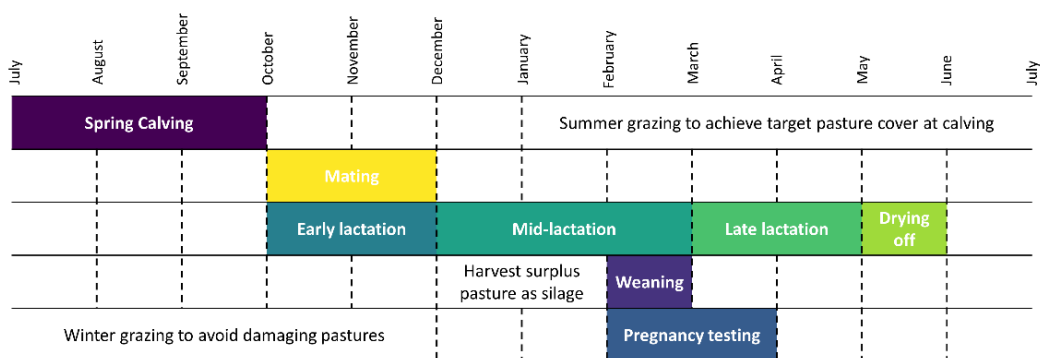 July
August
September
October
November
December
January
February
March
April
May
June
July
Spring Calving
Summer grazing to achieve target pasture cover at calving
Mating
Early lactation
Mid-lactation
Late lactation
Drying
off
Harvest surplus
pasture as silage
Weaning
Winter grazing to avoid damaging pastures
Pregnancy testing